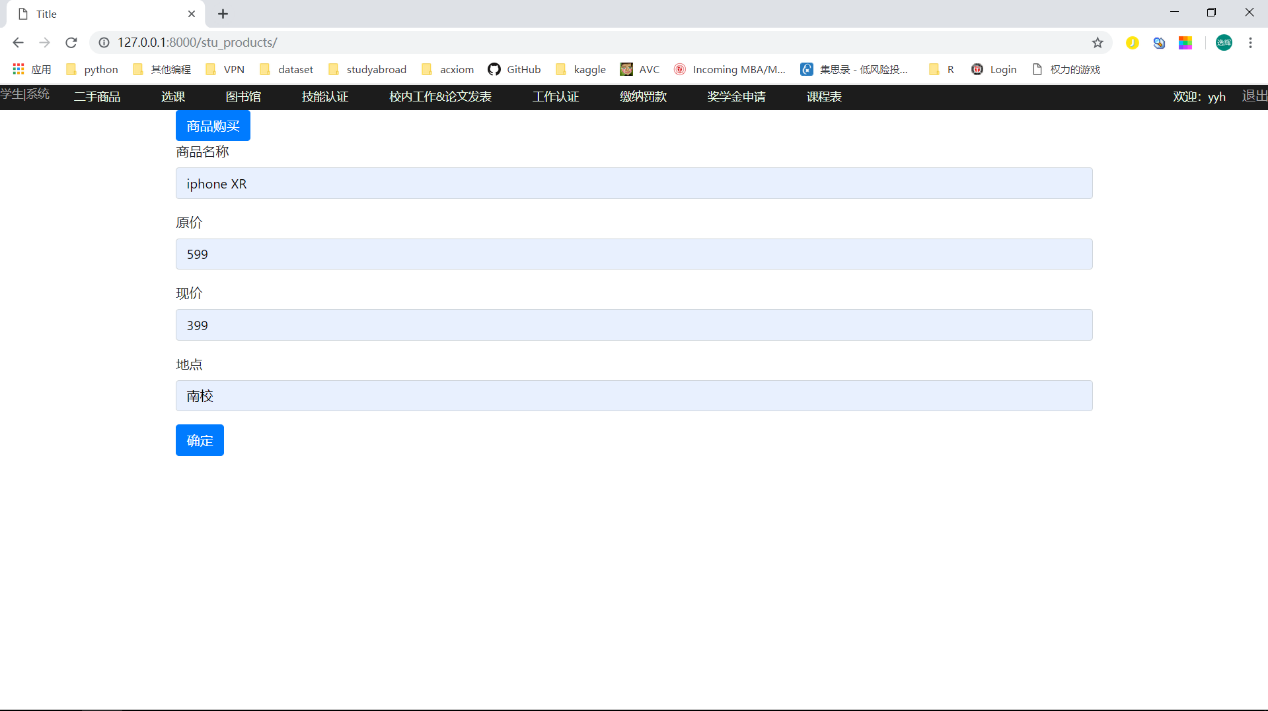 Title
127.0.0.1:8000/stu_products/
应用 python 其他编程 VPN dataset studyabroad acxiom GitHub kaggle AVC Incoming MBA/M... 集思录 - 低风险投... R Login 权力的游戏
学生|系统 二手商品 选课 图书馆 技能认证 校内工作&论文发表 工作认证 缴纳罚款 奖学金申请 课程表 欢迎：yyh 退出
商品购买
商品名称
iphone XR
原价
599
现价
399
地点
南校
确定